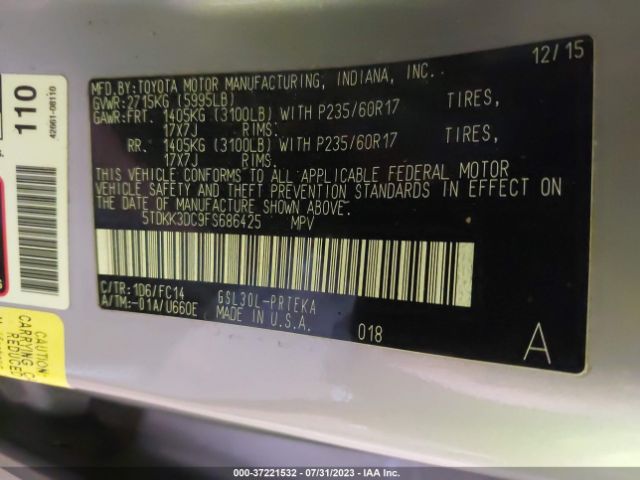 12/15
MFD.BY:TOYOTA MOTOR MANUFACTURING, INDIANA, INC.
GVWR:2715KG (5995LB)
GAWR:FRT. 1405KG (3100LB) WITH P235/60R17 TIRES,
17X7J RIMS.
RR. 1405KG (3100LB) WITH P235/60R17 TIRES,
17X7J RIMS.
THIS VEHICLE CONFORMS TO ALL APPLICABLE FEDERAL MOTOR
VEHICLE SAFETY AND THEFT PREVENTION STANDARDS IN EFFECT ON
THE DATE OF MANUFACTURE SHOWN ABOVE.
5TDKK3DC9FS686425 MPV
C/TR:1D6/FC14 GSL30L-PRTEKA
A/TM:-01A/U660E MADE IN U.S.A.
018
A
110
42661-08110
CAUTION
CARRYING C
REDUCES
000-37221532 - 07/31/2023 - IAA Inc.